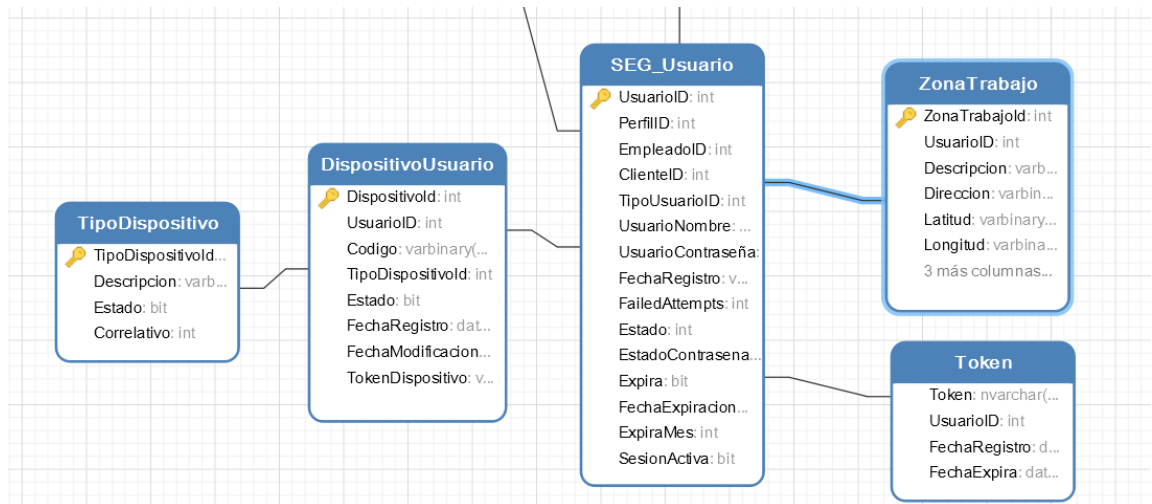 TipoDispositivo
TipoDispositivoId...
Descripcion: varb...
Estado: bit
Correlativo: int
DispositivoUsuario
DispositivoId: int
UsuarioID: int
Codigo: varbinary(...
TipoDispositivoId: int
Estado: bit
FechaRegistro: dat...
FechaModificacion...
TokenDispositivo: v...
SEG_Usuario
UsuarioID: int
PerfilID: int
EmpleadoID: int
ClienteID: int
TipoUsuarioID: int
UsuarioNombre: ...
UsuarioContraseña:
FechaRegistro: v...
FailedAttempts: int
Estado: int
EstadoContrasena...
Expira: bit
FechaExpiracion...
ExpiraMes: int
SesionActiva: bit
ZonaTrabajo
ZonaTrabajoId: int
UsuarioID: int
Descripcion: varb...
Direccion: varbin...
Latitud: varbinary...
Longitud: varbina...
3 más columnas...
Token
Token: nvarchar(...
UsuarioID: int
FechaRegistro: d...
FechaExpira: dat...